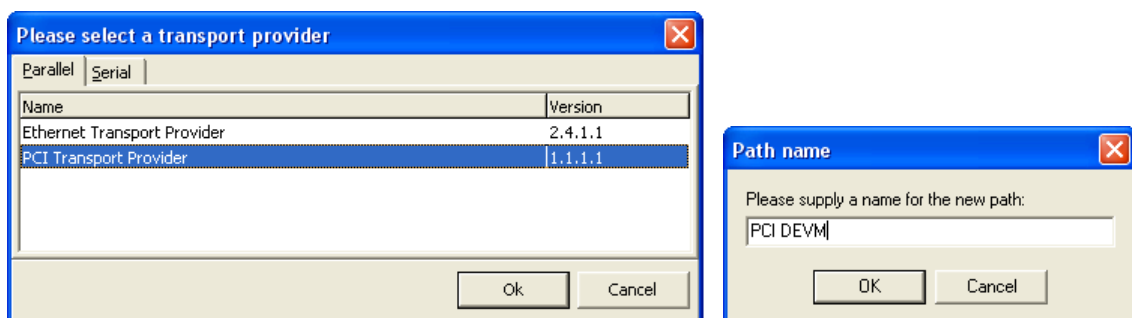 Please select a transport provider
Parallel Serial
Name Version
Ethernet Transport Provider 2.4.1.1
PCI Transport Provider 1.1.1.1
Ok Cancel
Path name
Please supply a name for the new path:
PCI DEVM
OK Cancel